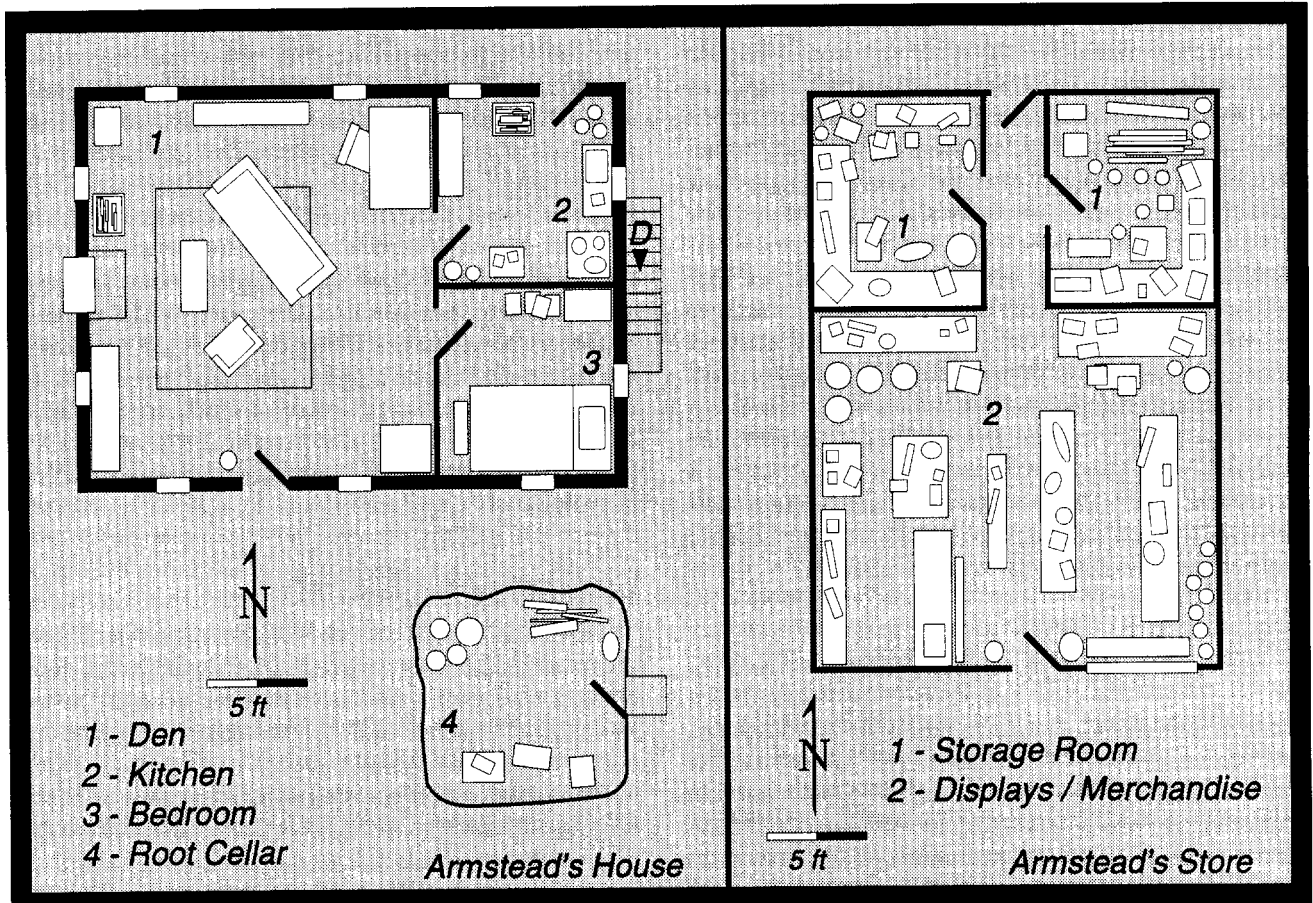 1
2
D
3
N
5 ft
4
1 - Den
2 - Kitchen
3 - Bedroom
4 - Root Cellar
Armstead's House
1
1
2
N
5 ft
1 - Storage Room
2 - Displays / Merchandise
Armstead's Store